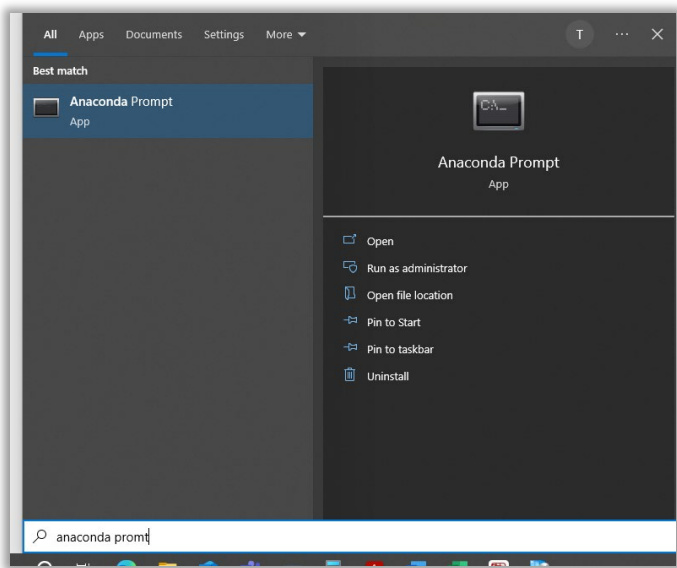 All Apps Documents Settings More T ...
Best match
Anaconda Prompt
App
C:\_
Anaconda Prompt
App
Open
Run as administrator
Open file location
Pin to Start
Pin to taskbar
Uninstall
anaconda promt